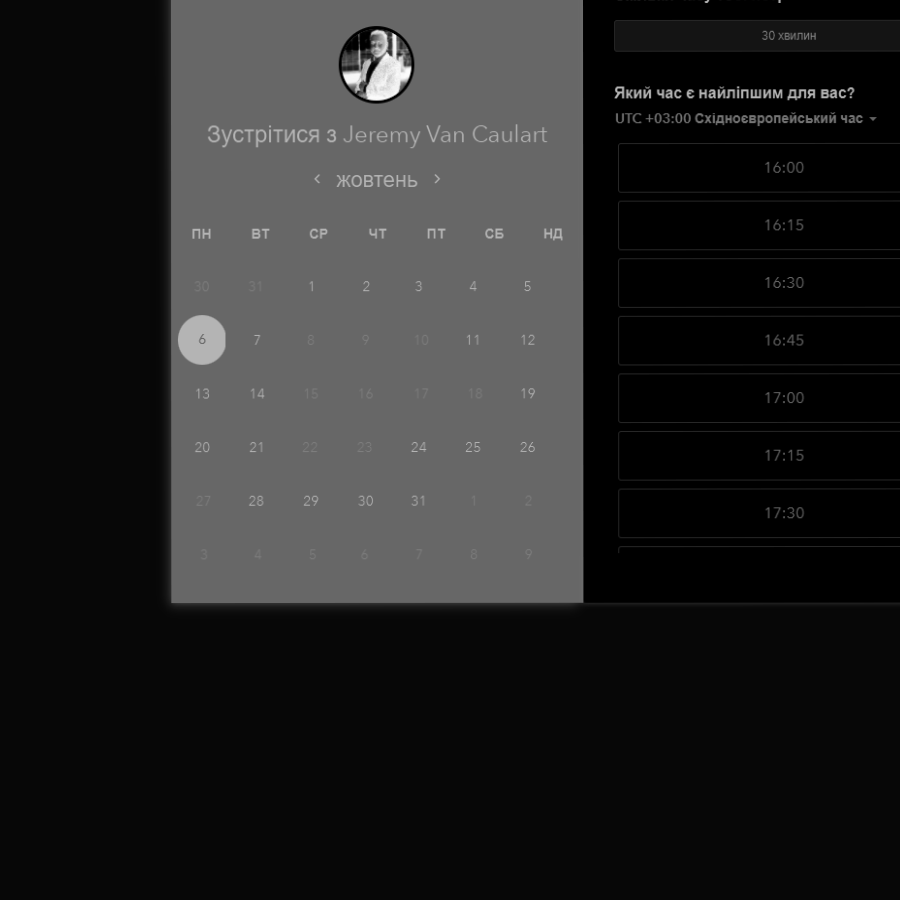 Зустрітися з Jeremy Van Caulart
жовтень
ПН ВТ СР ЧТ ПТ СБ НД
30 31 1 2 3 4 5
6 7 8 9 10 11 12
13 14 15 16 17 18 19
20 21 22 23 24 25 26
27 28 29 30 31 1 2
3 4 5 6 7 8 9
30 хвилин
Який час є найліпшим для вас?
UTC +03:00 Східноєвропейський час
16:00
16:15
16:30
16:45
17:00
17:15
17:30